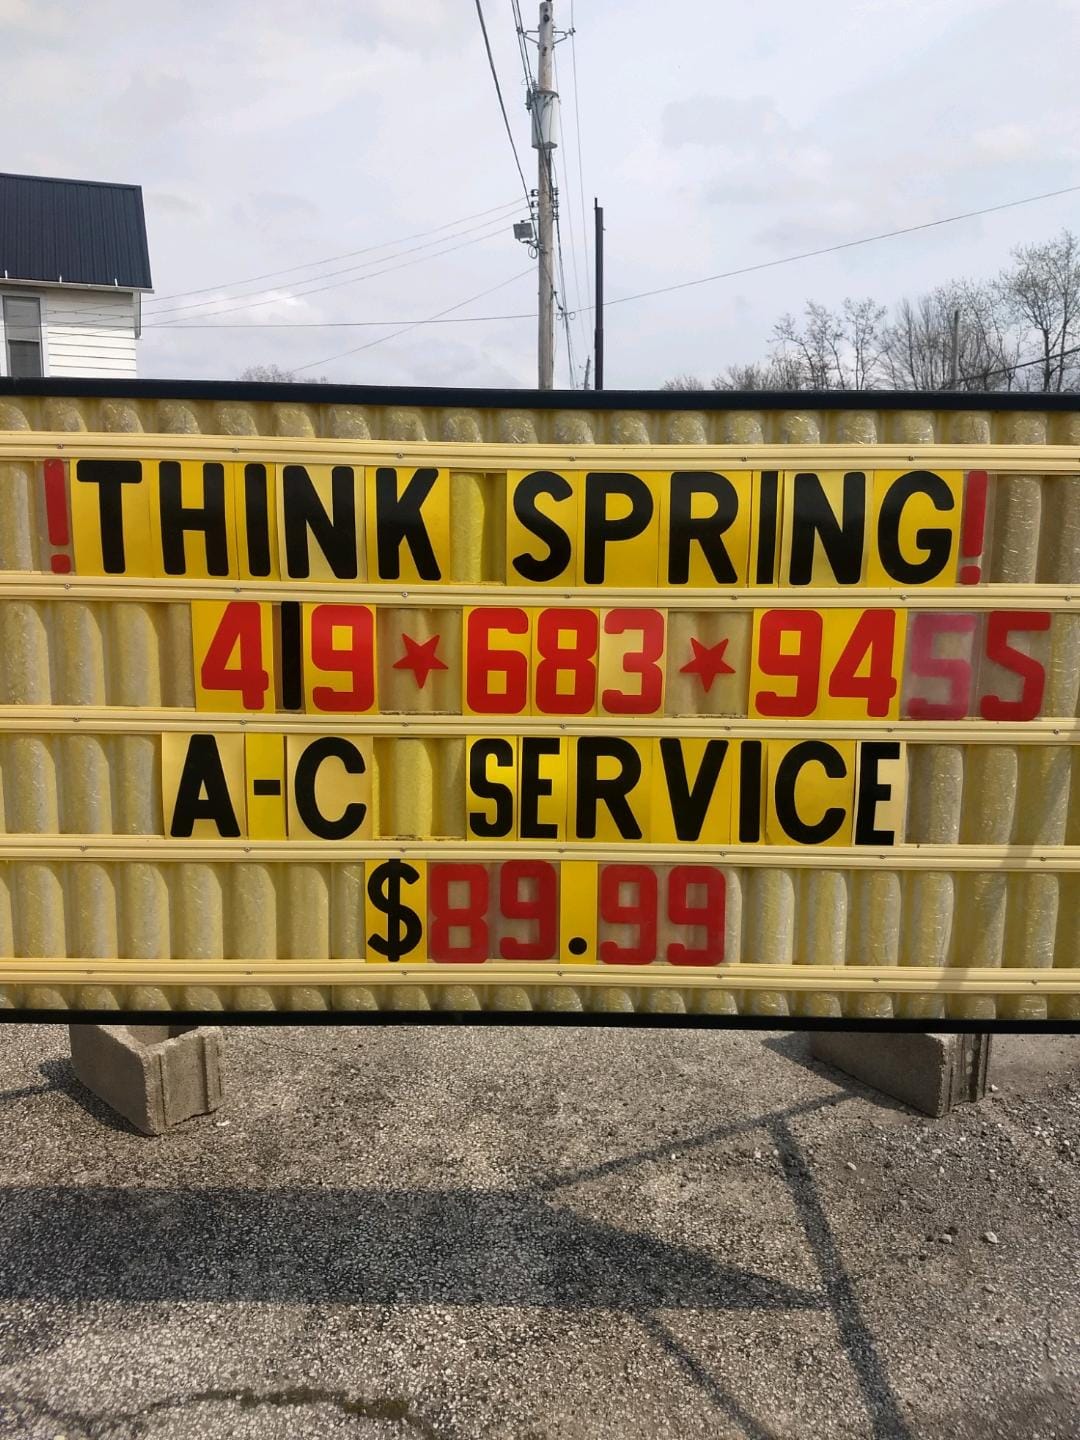 !THINK SPRING!
419★683★9455
A-C SERVICE
$89.99